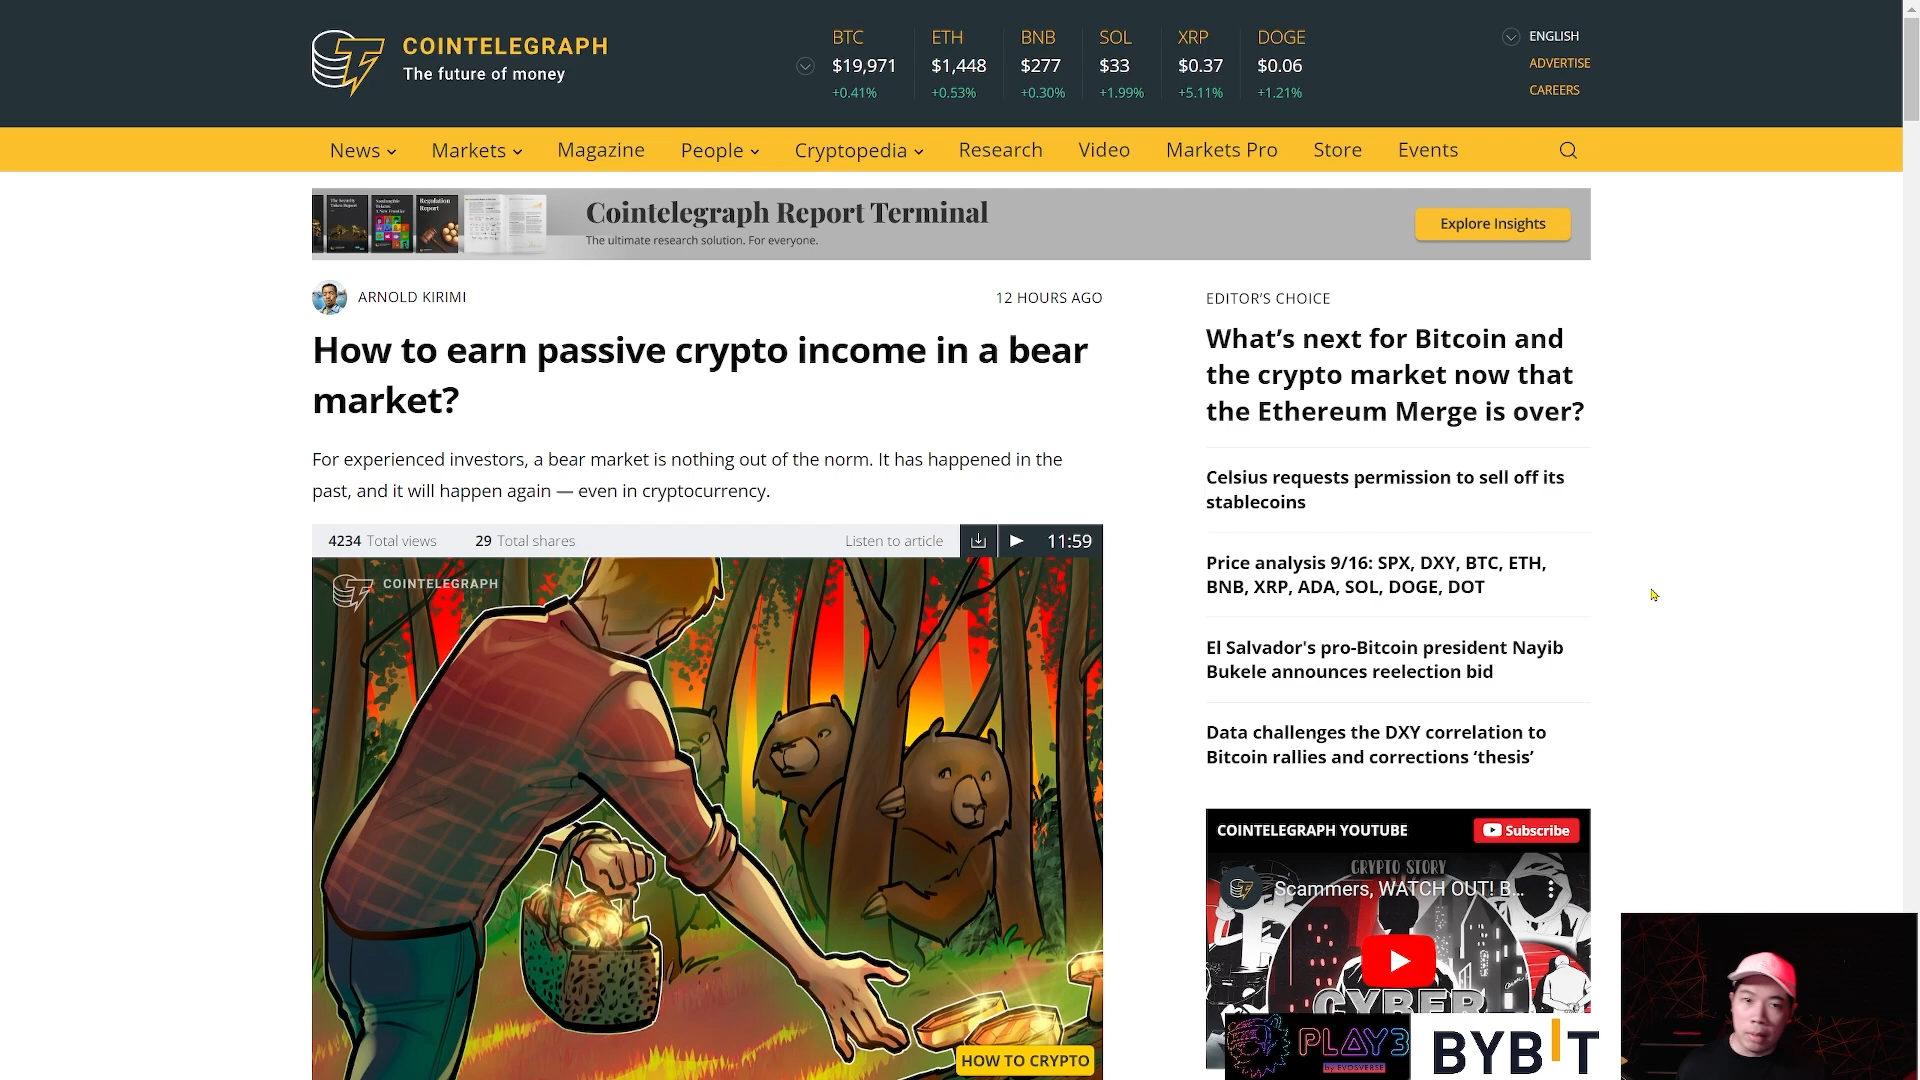 COINTELEGRAPH
The future of money
BTC
$19,971
+0.41%
ETH
$1,448
+0.53%
BNB
$277
+0.30%
SOL
$33
+1.99%
XRP
$0.37
+5.11%
DOGE
$0.06
+1.21%
ENGLISH
ADVERTISE
CAREERS
News
Markets
Magazine
People
Cryptopedia
Research
Video
Markets Pro
Store
Events
Regulation
Report
Cointelegraph Report Terminal
The ultimate research solution. For everyone.
Explore Insights
ARNOLD KIRIMI
12 HOURS AGO
How to earn passive crypto income in a bear
market?
For experienced investors, a bear market is nothing out of the norm. It has happened in the
past, and it will happen again — even in cryptocurrency.
4234 Total views
29 Total shares
Listen to article
11:59
COINTELEGRAPH
HOW TO CRYPTO
EDITOR'S CHOICE
What's next for Bitcoin and
the crypto market now that
the Ethereum Merge is over?
Celsius requests permission to sell off its
stablecoins
Price analysis 9/16: SPX, DXY, BTC, ETH,
BNB, XRP, ADA, SOL, DOGE, DOT
El Salvador's pro-Bitcoin president Nayib
Bukele announces reelection bid
Data challenges the DXY correlation to
Bitcoin rallies and corrections ‘thesis’
COINTELEGRAPH YOUTUBE
Subscribe
CRYPTO STORY
Scammers, WATCH OUT! B...
CYBER
PLAY3
by EVOSVERSE
BYBIT